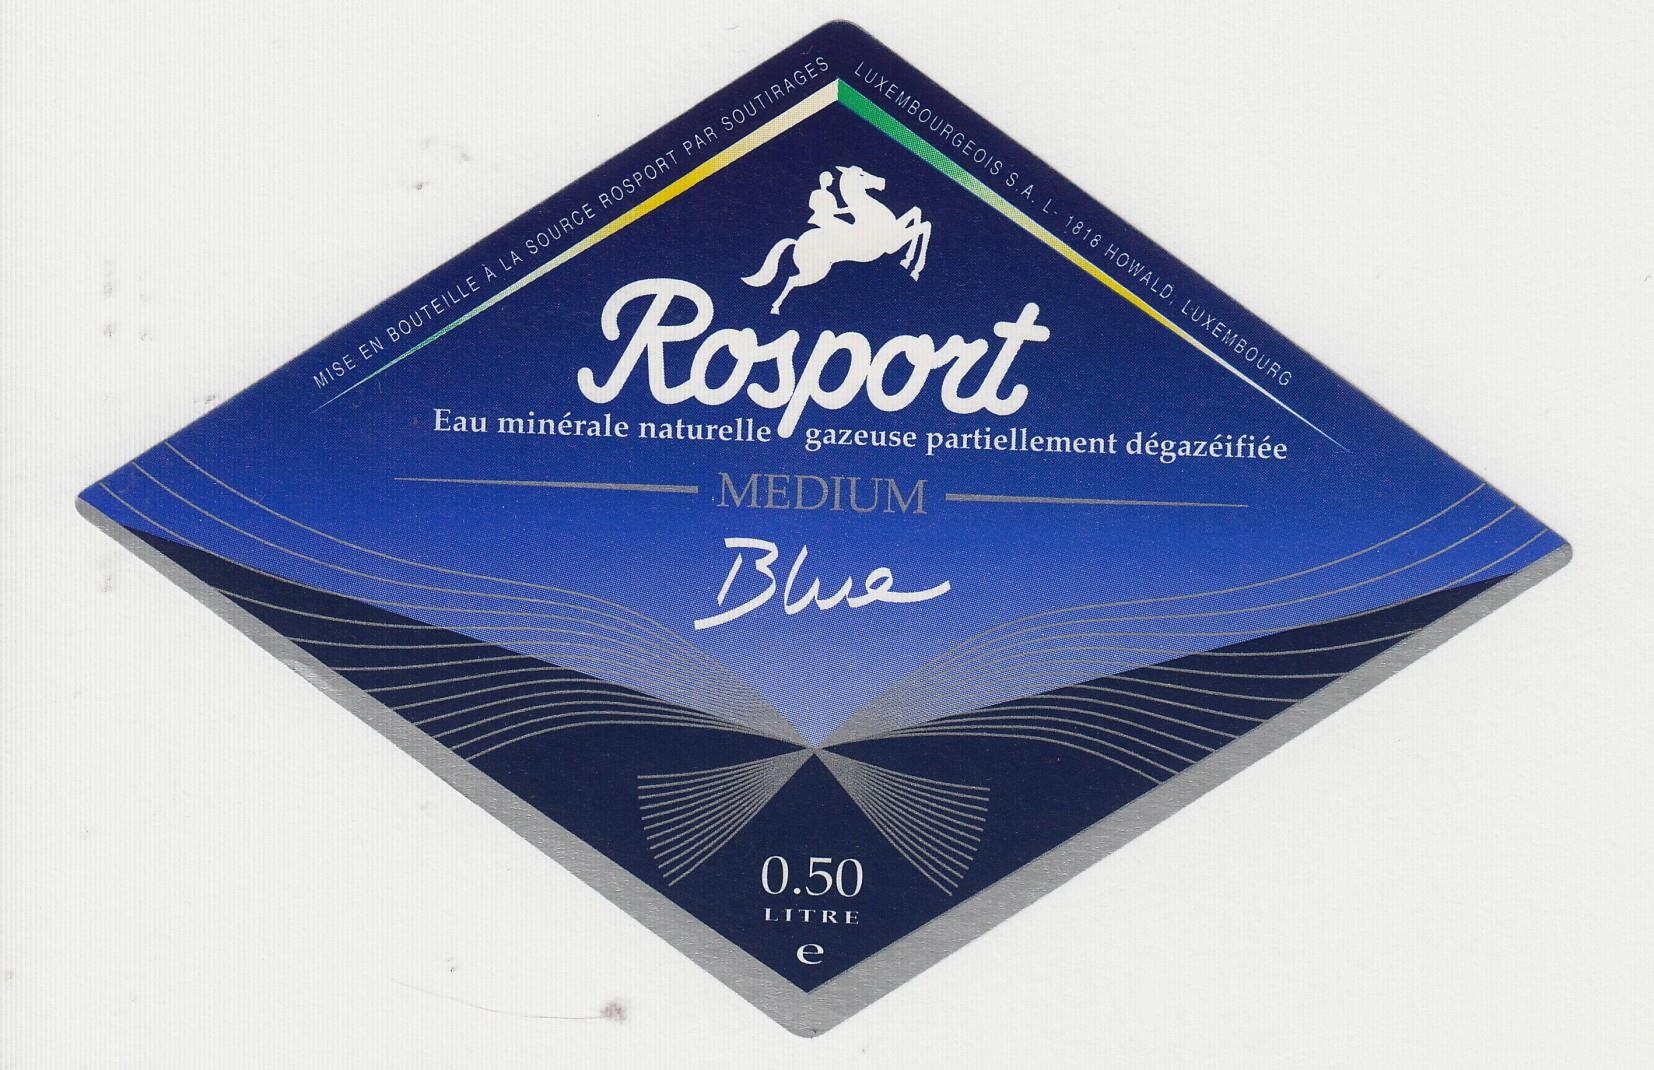 MISE EN BOUTEILLE À LA SOURCE ROSPORT PAR SOUTIRAGES LUXEMBOURGEOIS S.A. L- 1818 HOWALD, LUXEMBOURG
Rosport
Eau minérale naturelle gazeuse partiellement dégazéifiée
MEDIUM
Blue
0.50
LITRE
e